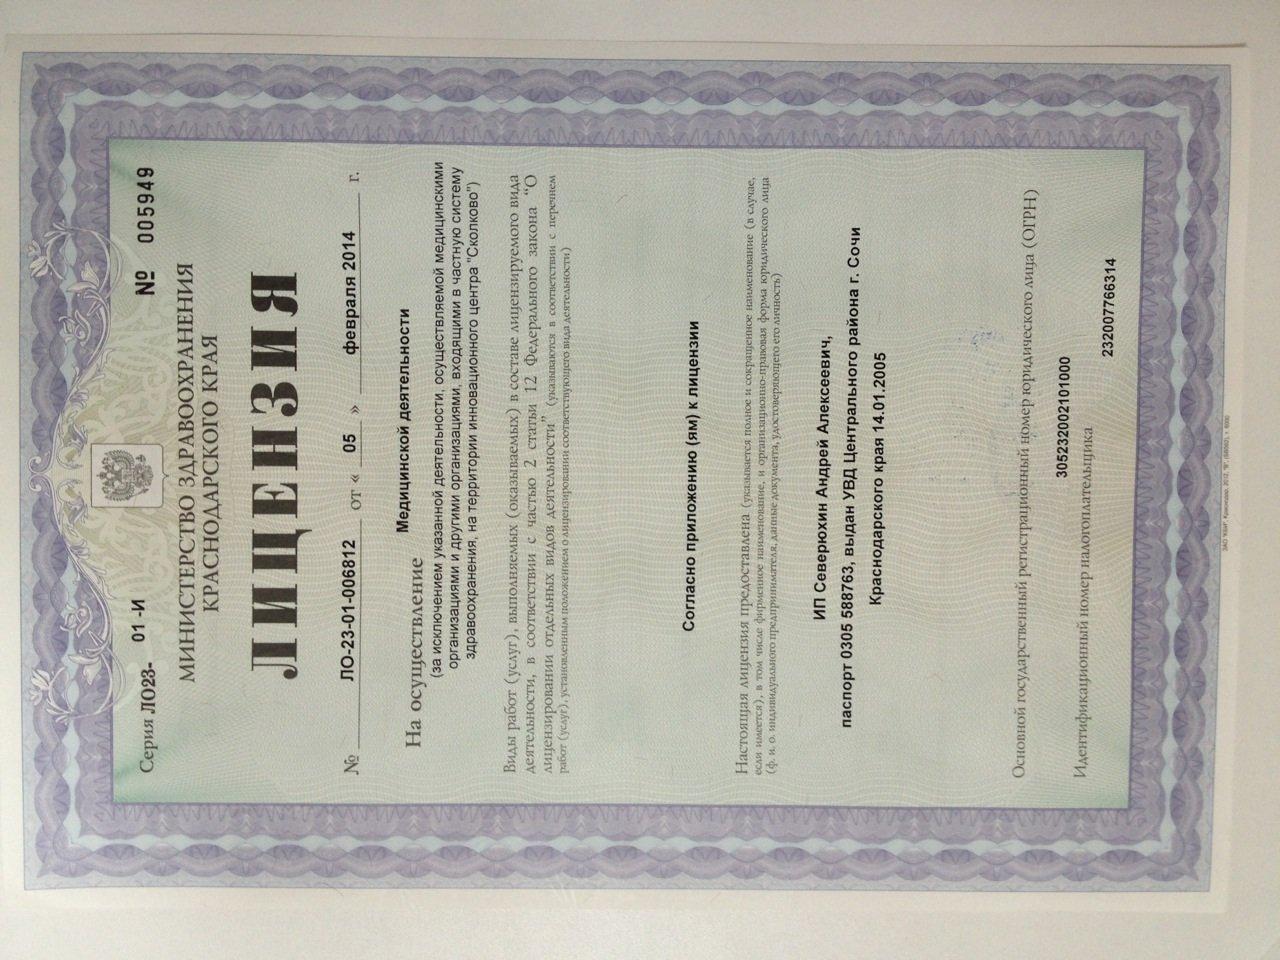 Серия ЛО23- 01 -И № 005949
МИНИСТЕРСТВО ЗДРАВООХРАНЕНИЯ
КРАСНОДАРСКОГО КРАЯ
ЛИЦЕНЗИЯ
№ ЛО-23-01-006812 от « 05 » февраля 2014 г.
На осуществление Медицинской деятельности
(за исключением указанной деятельности, осуществляемой медицинскими
организациями и другими организациями, входящими в частную систему
здравоохранения, на территории инновационного центра "Сколково")
Виды работ (услуг), выполняемых (оказываемых) в составе лицензируемого вида
деятельности, в соответствии с частью 2 статьи 12 Федерального закона “О
лицензировании отдельных видов деятельности” (указываются в соответствии с перечнем
работ (услуг), установленным положением о лицензировании соответствующего вида деятельности)
Согласно приложению (ям) к лицензии
Настоящая лицензия предоставлена (указывается полное и сокращенное наименование (в случае,
если имеется), в том числе фирменное наименование, и организационно-правовая форма юридического лица
(ф. и. о. индивидуального предпринимателя, данные документа, удостоверяющего его личность)
ИП Северюхин Андрей Алексеевич,
паспорт 0305 588763, выдан УВД Центрального района г. Сочи
Краснодарского края 14.01.2005
Основной государственный регистрационный номер юридического лица (ОГРН)
305232002101000
Идентификационный номер налогоплательщика
232007766314